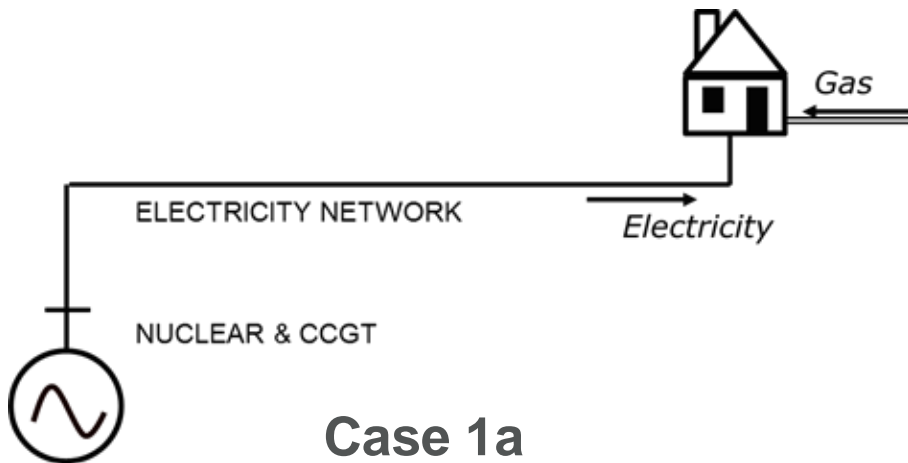 Gas
ELECTRICITY NETWORK
Electricity
NUCLEAR & CCGT
Case 1a